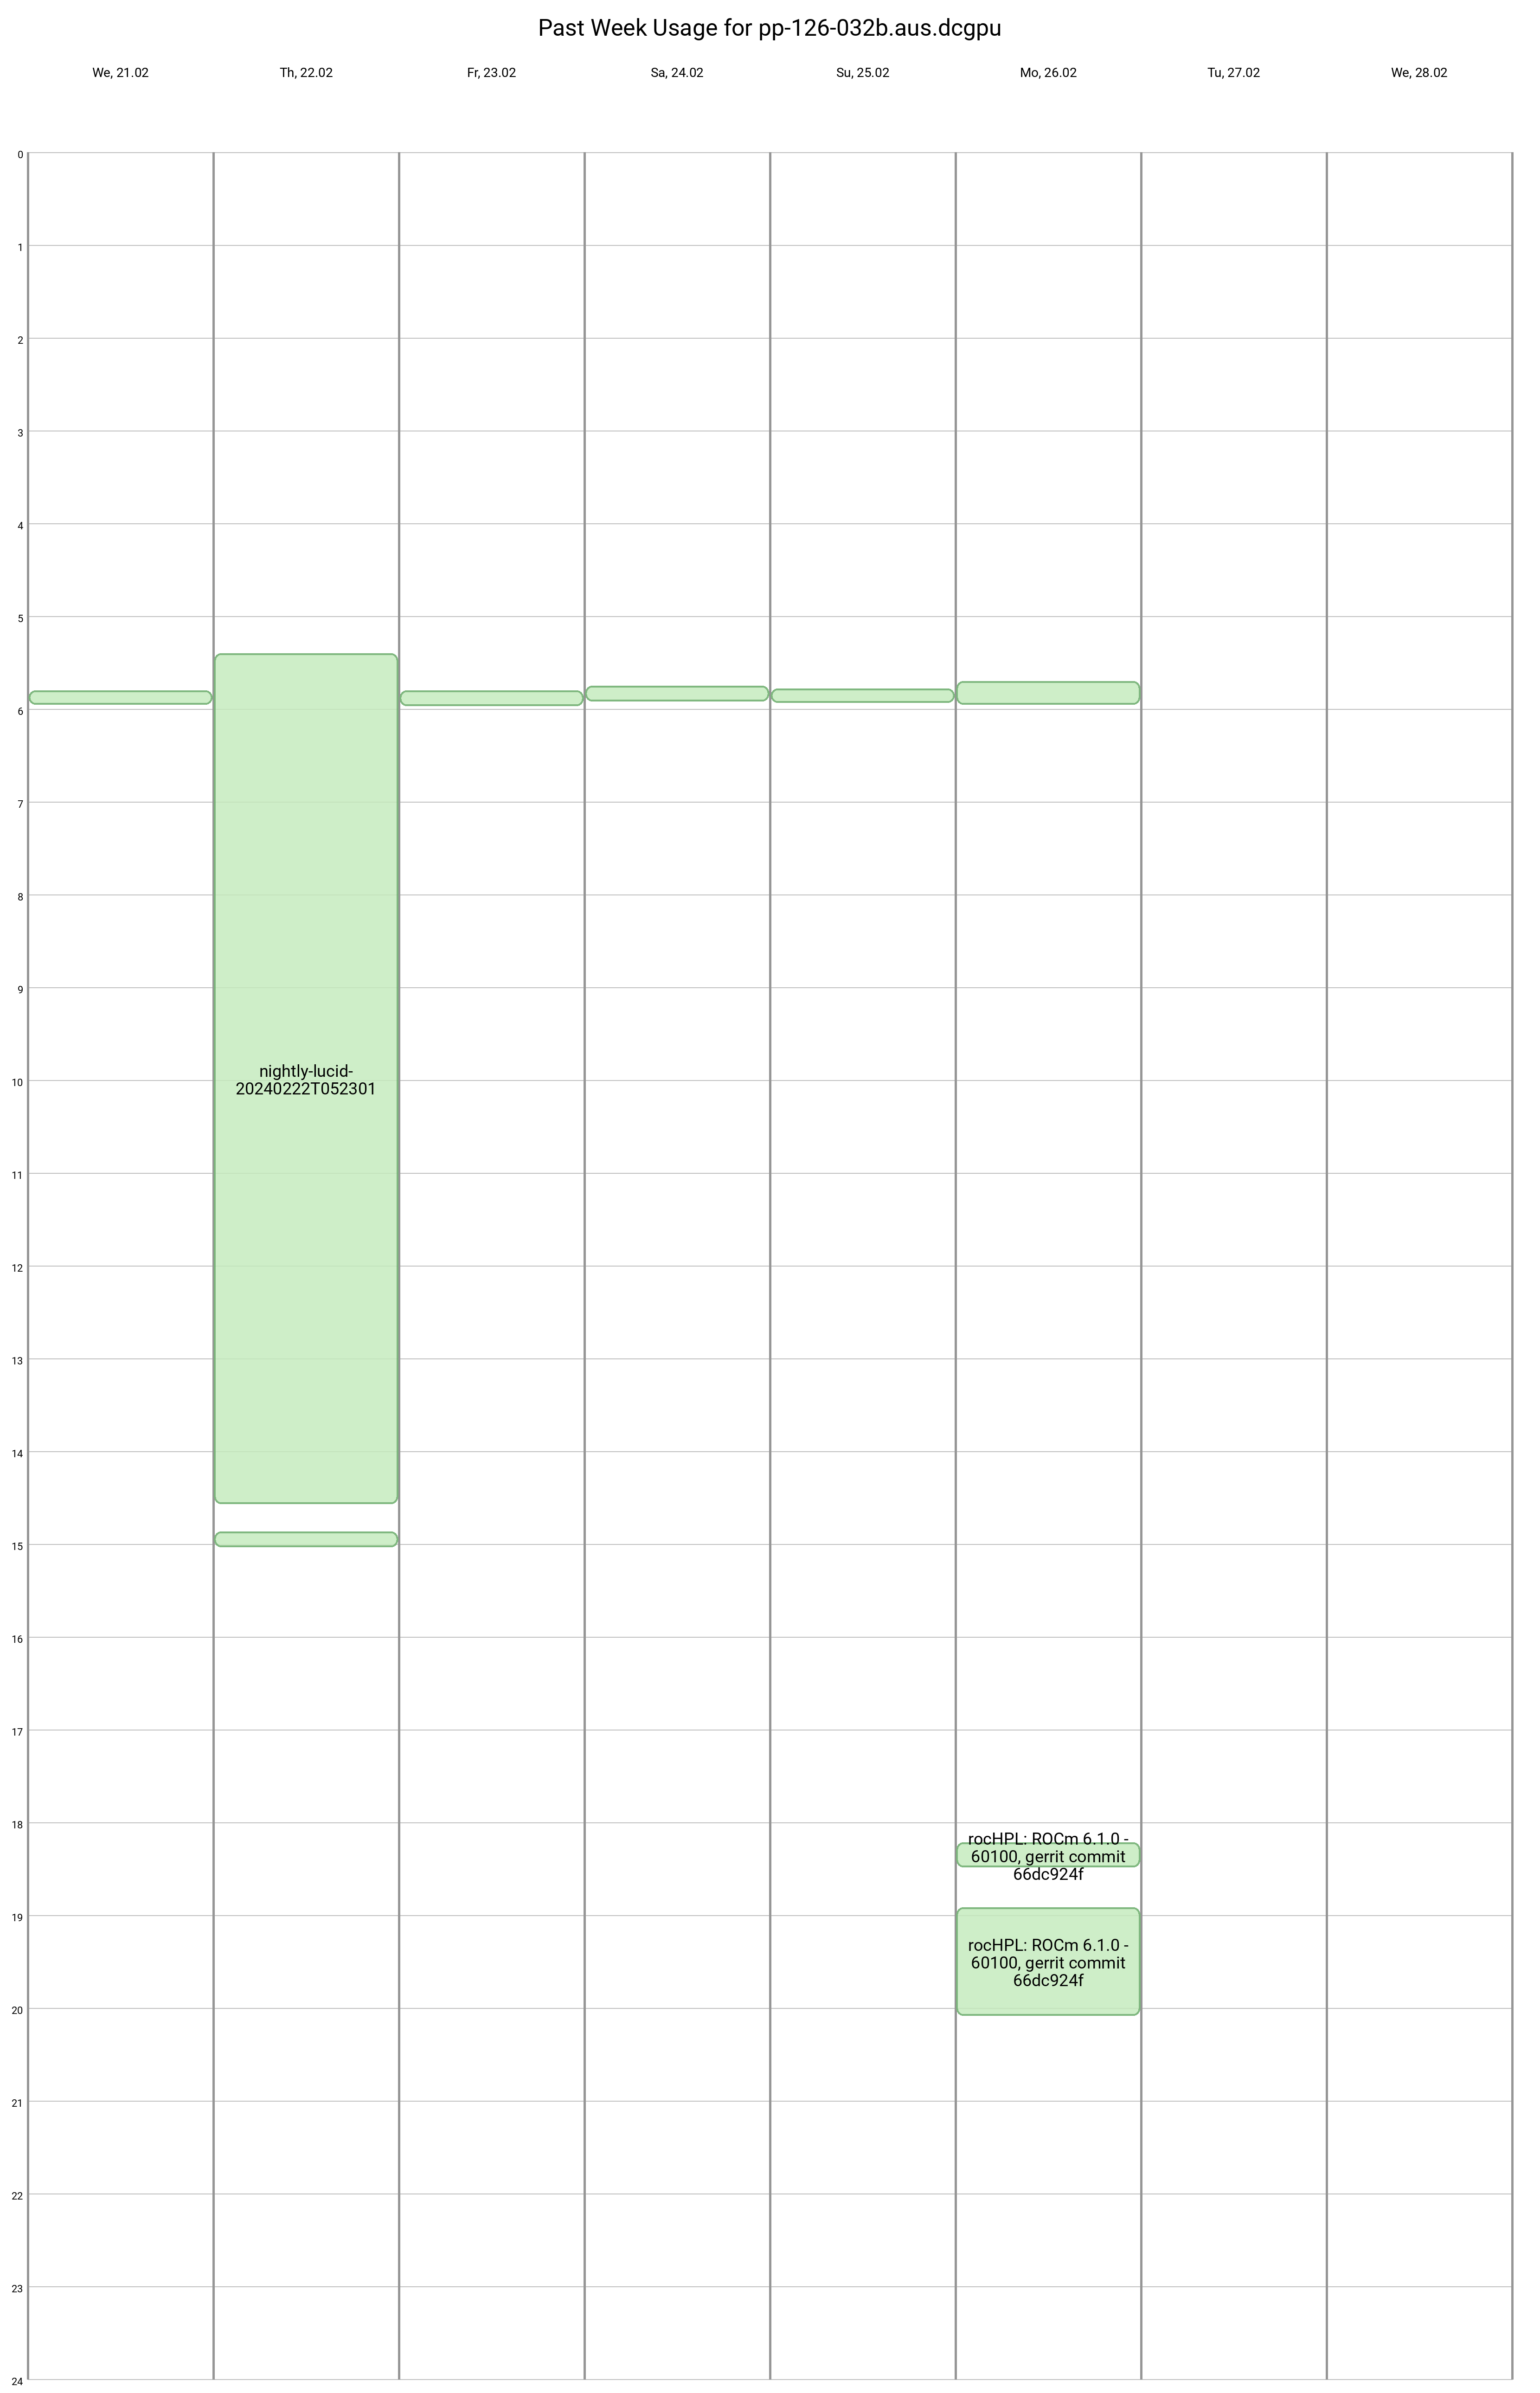 Past Week Usage for pp-126-032b.aus.dcgpu
We, 21.02
Th, 22.02
Fr, 23.02
Sa, 24.02
Su, 25.02
Mo, 26.02
Tu, 27.02
We, 28.02
0
1
2
3
4
5
6
7
8
9
nightly-lucid-
20240222T052301
10
11
12
13
14
15
16
17
18
rocHPL: ROCm 6.1.0 -
60100, gerrit commit
66dc924f
19
rocHPL: ROCm 6.1.0 -
60100, gerrit commit
66dc924f
20
21
22
23
24